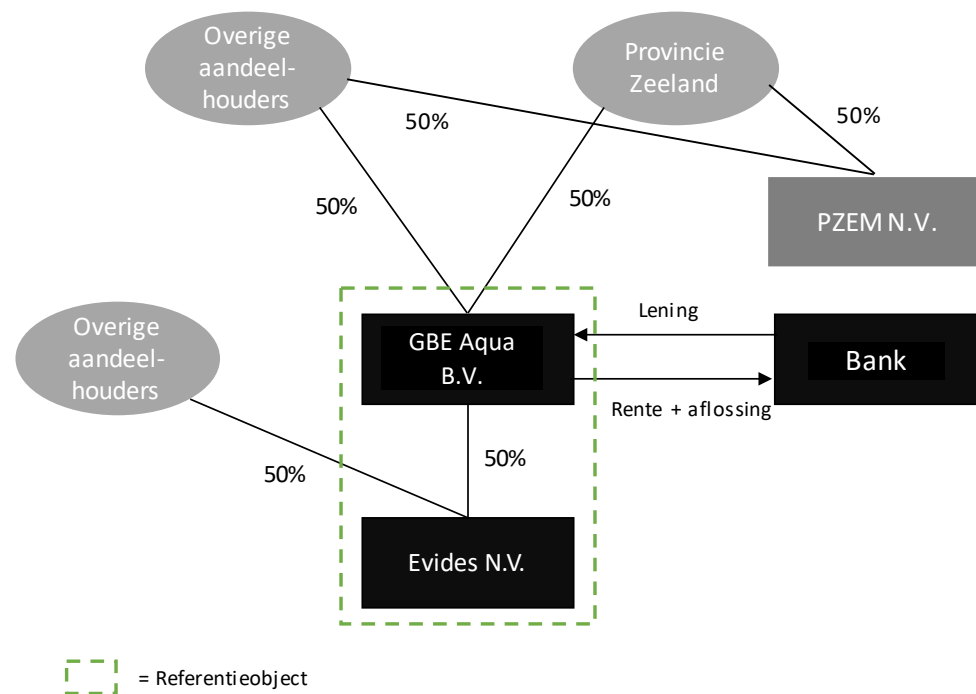 Overige
aandeel-
houders
Provincie
Zeeland
50%
50%
50%
50%
PZEM N.V.
Overige
aandeel-
houders
GBE Aqua
B.V.
Lening
Bank
Rente + aflossing
50%
50%
Evides N.V.
= Referentieobject